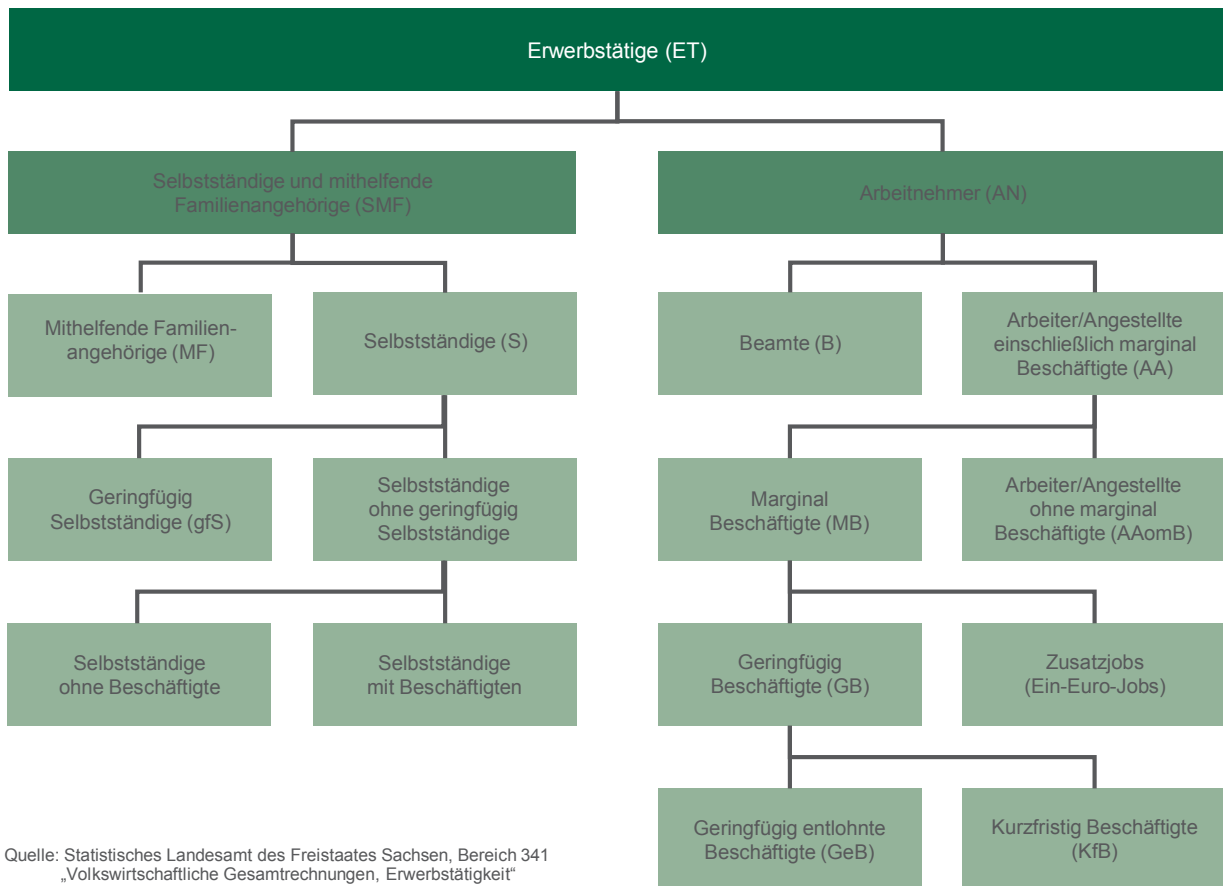 Erwerbstätige (ET)
Selbstständige und mithelfende
Familienangehörige (SMF)
Arbeitnehmer (AN)
Mithelfende Familien-
angehörige (MF)
Selbstständige (S)
Beamte (B)
Arbeiter/Angestellte
einschließlich marginal
Beschäftigte (AA)
Geringfügig
Selbstständige (gfS)
Selbstständige
ohne geringfügig
Selbstständige
Marginal
Beschäftigte (MB)
Arbeiter/Angestellte
ohne marginal
Beschäftigte (AAomB)
Selbstständige
ohne Beschäftigte
Selbstständige
mit Beschäftigten
Geringfügig
Beschäftigte (GB)
Zusatzjobs
(Ein-Euro-Jobs)
Geringfügig entlohnte
Beschäftigte (GeB)
Kurzfristig Beschäftigte
(KfB)
Quelle: Statistisches Landesamt des Freistaates Sachsen, Bereich 341
„Volkswirtschaftliche Gesamtrechnungen, Erwerbstätigkeit“